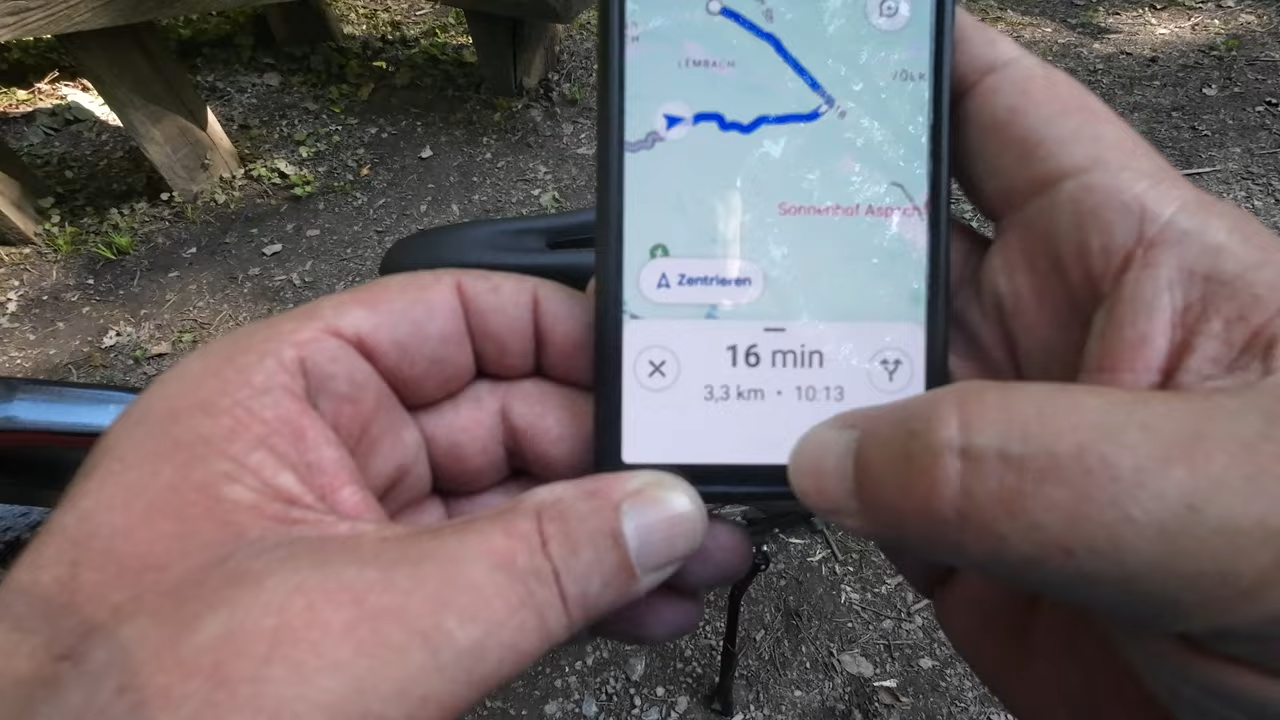 LEMBACH
Sonnenhof Aspach
Zentrieren
16 min
3,3 km • 10:13